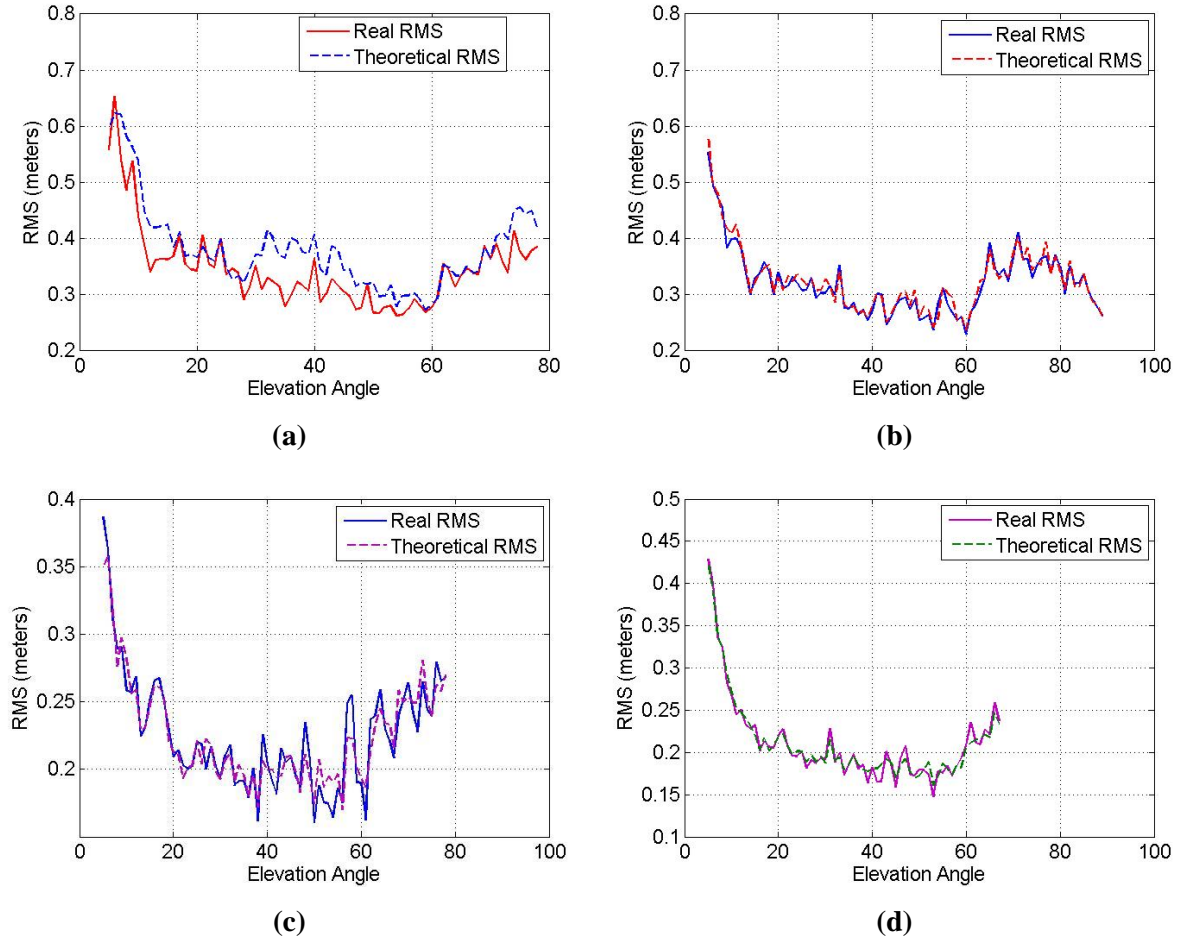 0.8
0.7
0.6
0.5
0.4
0.3
0.2
RMS (meters)
Real RMS
Theoretical RMS
0 20 40 60 80
Elevation Angle
(a)
0.8
0.7
0.6
0.5
0.4
0.3
0.2
RMS (meters)
Real RMS
Theoretical RMS
0 20 40 60 80 100
Elevation Angle
(b)
0.4
0.35
0.3
0.25
0.2
RMS (meters)
Real RMS
Theoretical RMS
0 20 40 60 80 100
Elevation Angle
(c)
0.5
0.45
0.4
0.35
0.3
0.25
0.2
0.15
0.1
RMS (meters)
Real RMS
Theoretical RMS
0 20 40 60 80 100
Elevation Angle
(d)